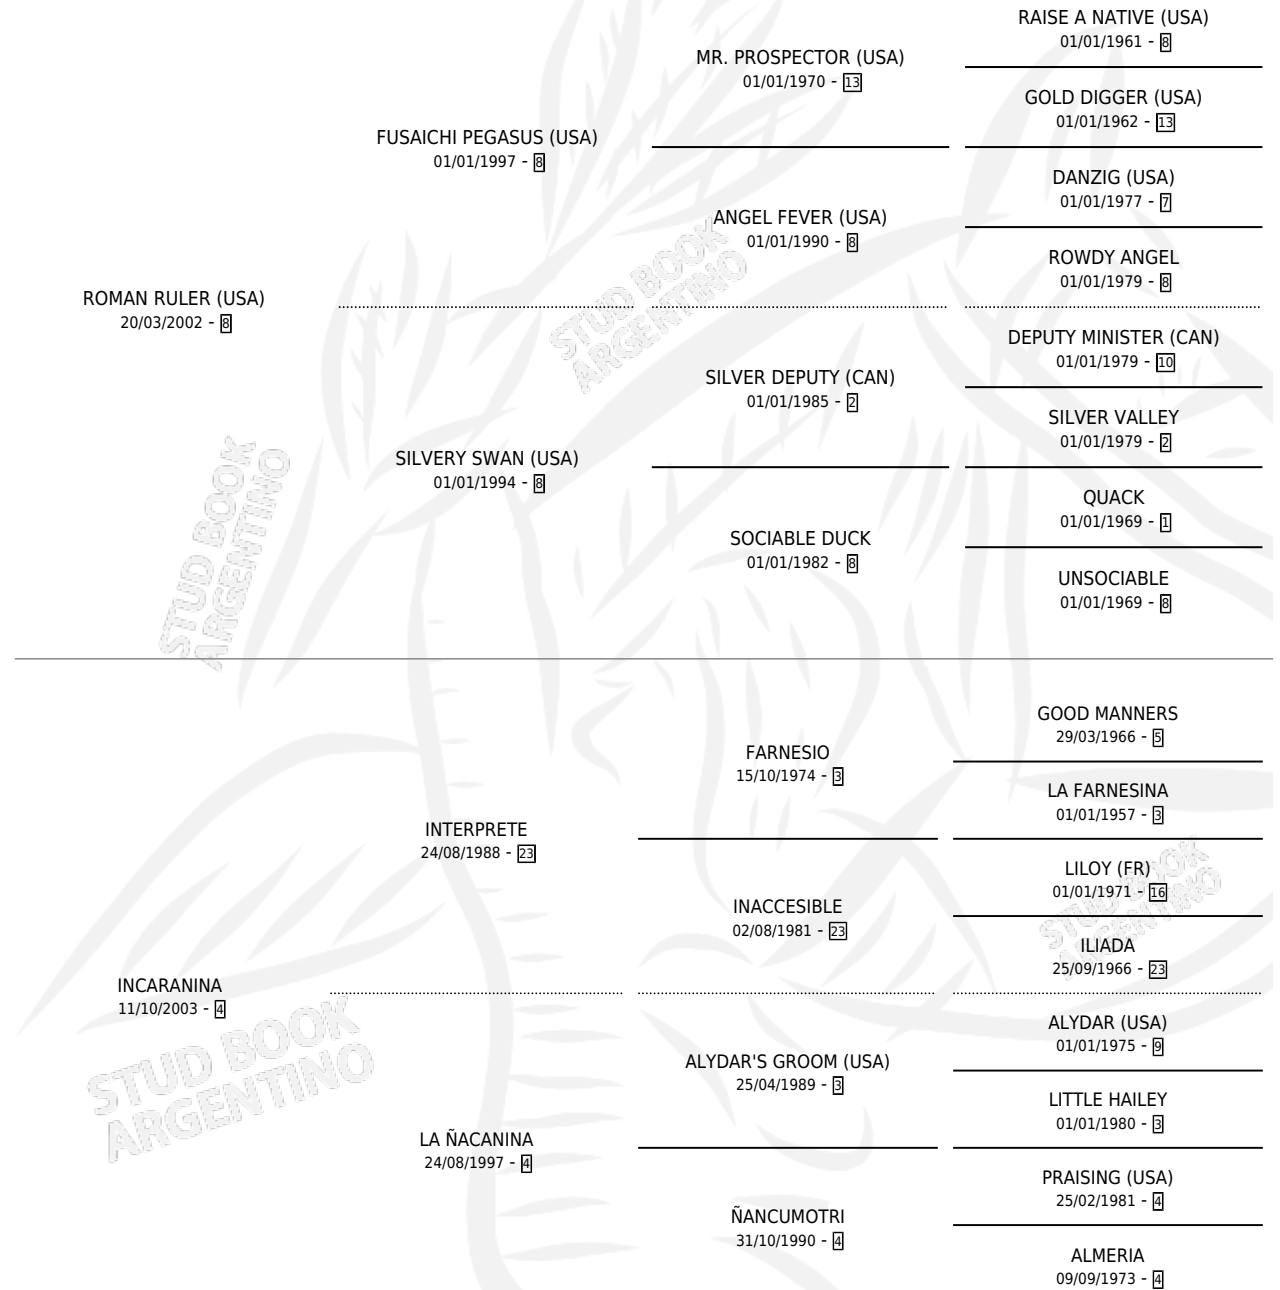 RAISE A NATIVE (USA)
01/01/1961 - 8
MR. PROSPECTOR (USA)
01/01/1970 - 13
GOLD DIGGER (USA)
01/01/1962 - 13
FUSAICHI PEGASUS (USA)
01/01/1997 - 8
DANZIG (USA)
01/01/1977 - 7
ANGEL FEVER (USA)
01/01/1990 - 8
ROWDY ANGEL
01/01/1979 - 8
ROMAN RULER (USA)
20/03/2002 - 8
DEPUTY MINISTER (CAN)
01/01/1979 - 10
SILVER DEPUTY (CAN)
01/01/1985 - 2
SILVER VALLEY
01/01/1979 - 2
SILVERY SWAN (USA)
01/01/1994 - 8
QUACK
01/01/1969 - 1
SOCIABLE DUCK
01/01/1982 - 8
UNSOCIABLE
01/01/1969 - 8
GOOD MANNERS
29/03/1966 - 5
FARNESIO
15/10/1974 - 3
LA FARNESINA
01/01/1957 - 3
INTERPRETE
24/08/1988 - 23
LILOY (FR)
01/01/1971 - 16
INACCESIBLE
02/08/1981 - 23
ILIADA
25/09/1966 - 23
INCARANINA
11/10/2003 - 4
ALYDAR (USA)
01/01/1975 - 9
ALYDAR'S GROOM (USA)
25/04/1989 - 3
LITTLE HAILEY
01/01/1980 - 3
LA ÑACANINA
24/08/1997 - 4
PRAISING (USA)
25/02/1981 - 4
ÑANCUMOTRI
31/10/1990 - 4
ALMERIA
09/09/1973 - 4
STUD BOOK
ARGENTINO
STUD BOOK
ARGENTINO
STUD BOOK
ARGENTINO
STUD BOOK
ARGENTINO